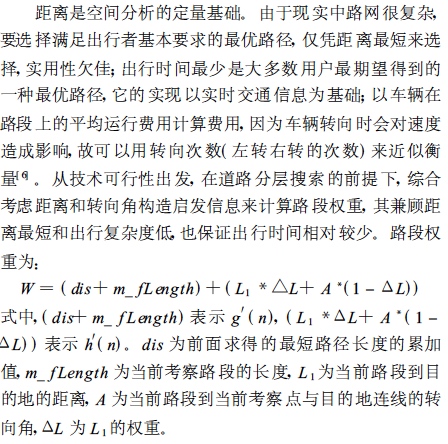 距离是空间分析的定量基础。由于现实中路网很复杂,
要选择满足出行者基本要求的最优路径, 仅凭距离最短来选
择, 实用性欠佳; 出行时间最少是大多数用户最期望得到的
一种最优路径, 它的实现以实时交通信息为基础; 以车辆在
路段上的平均运行费用计算费用, 因为车辆转向时会对速度
造成影响, 故可以用转向次数( 左转右转的次数) 来近似衡
量[6]。从技术可行性出发, 在道路分层搜索的前提下, 综合
考虑距离和转向角构造启发信息来计算路段权重, 其兼顾距
离最短和出行复杂度低, 也保证出行时间相对较少。路段权
重为:
W = ( dis+ m_fLength) + ( L1 * △L+ A *(1 - ΔL))
式中, ( dis+ m_fLength) 表示 g′( n), ( L1 * ΔL+ A *(1 -
ΔL)) 表示 h′( n)。dis 为前面求得的最短路径长度的累加
值, m_fLength 为当前考察路段的长度, L1为当前路段到目
的地的距离, A 为当前路段到当前考察点与目的地连线的转
向角, ΔL 为 L1的权重。